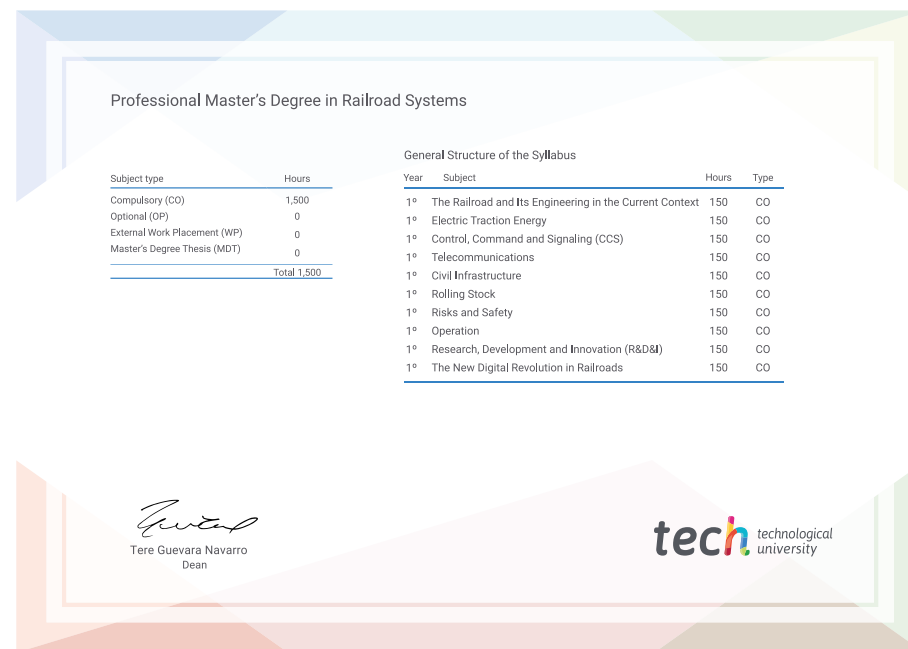 Professional Master's Degree in Railroad Systems
Subject type Hours
Compulsory (CO) 1,500
Optional (OP) 0
External Work Placement (WP) 0
Master's Degree Thesis (MDT) 0
Total 1,500
General Structure of the Syllabus
Year Subject Hours Type
1º The Railroad and Its Engineering in the Current Context 150 CO
1º Electric Traction Energy 150 CO
1º Control, Command and Signaling (CCS) 150 CO
1º Telecommunications 150 CO
1º Civil Infrastructure 150 CO
1º Rolling Stock 150 CO
1º Risks and Safety 150 CO
1º Operation 150 CO
1º Research, Development and Innovation (R&D&I) 150 CO
1º The New Digital Revolution in Railroads 150 CO
Tere Guevara Navarro
Dean
tech technological
university